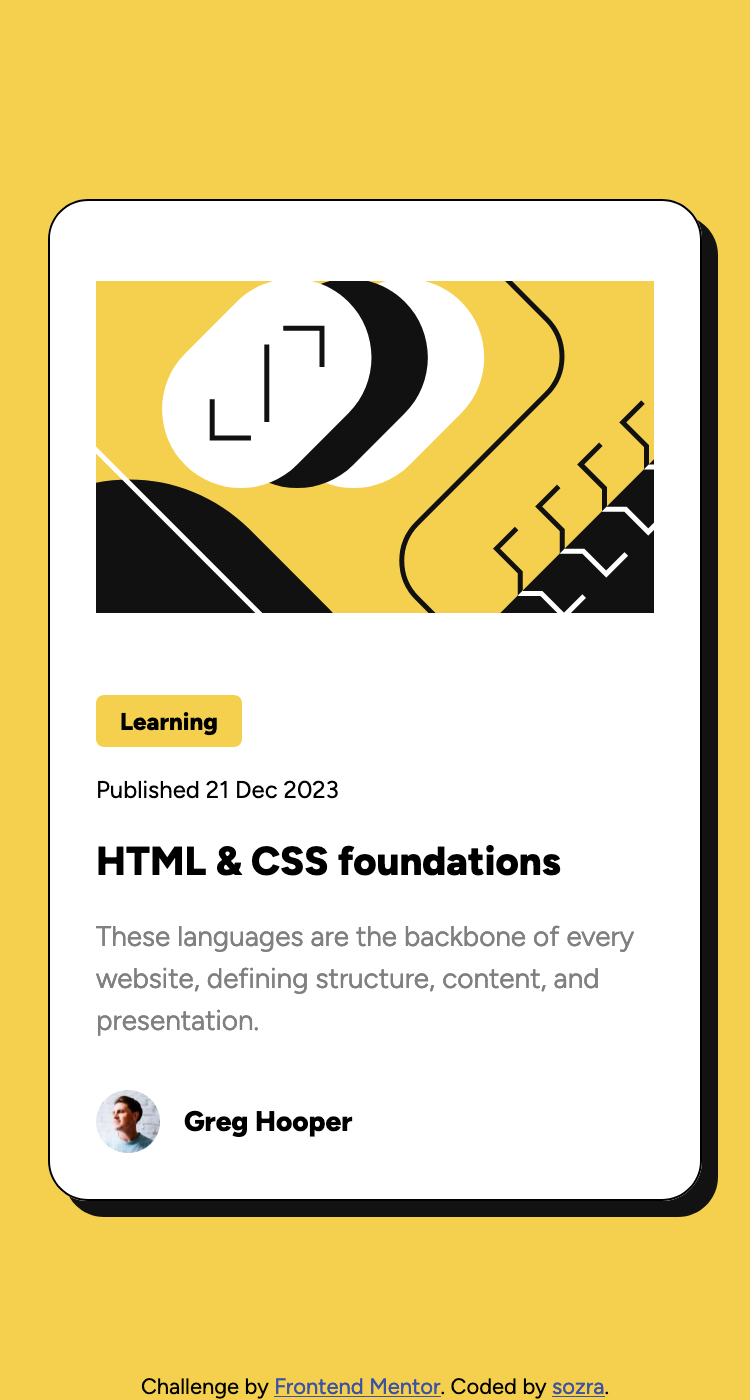 Learning
Published 21 Dec 2023
HTML & CSS foundations
These languages are the backbone of every
website, defining structure, content, and
presentation.
Greg Hooper
Challenge by Frontend Mentor. Coded by sozra.